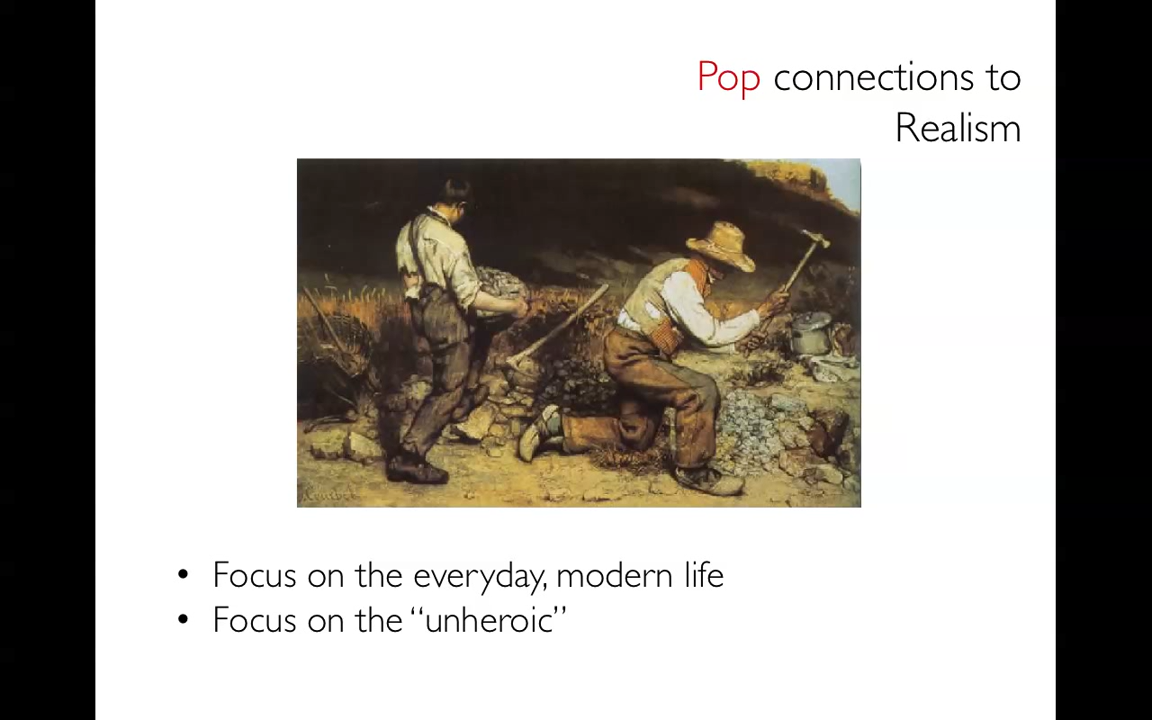 Pop connections to
Realism
• Focus on the everyday, modern life
• Focus on the “unheroic”